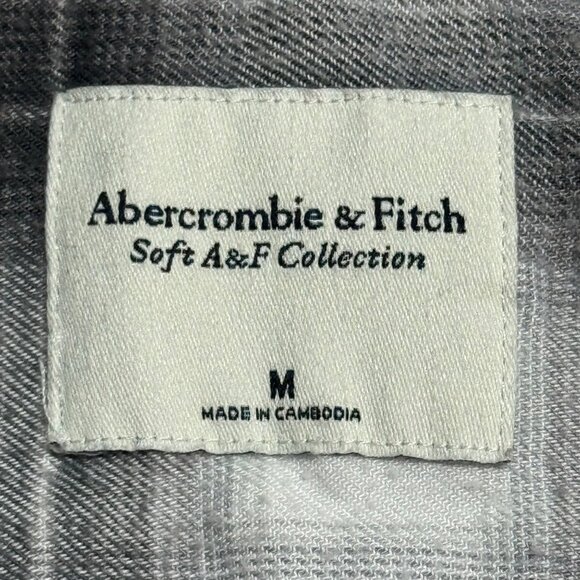 Abercrombie & Fitch
Soft A&F Collection
M
MADE IN CAMBODIA